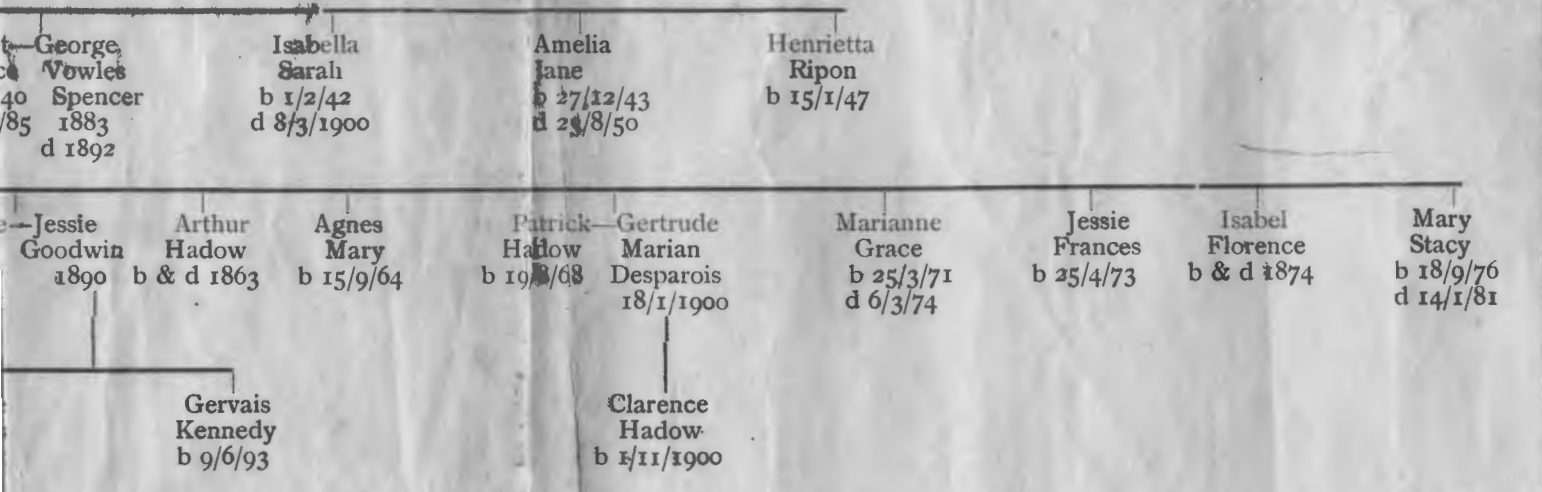 t—George Isabella Amelia Henrietta
Vowles Sarah Jane Ripon
40 Spencer b 1/2/42 b 27/12/43 b 15/1/47
/85 1883 d 8/3/1900 d /8/50
d 1892
e—Jessie Arthur Agnes Patrick—Gertrude Marianne Jessie Isabel Mary
Goodwin Hadow Mary Hadow Marian Grace Frances Florence Stacy
1890 b & d 1863 b 15/9/64 b 19/ /68 Desparois b 25/3/71 b 25/4/73 b & d 1874 b 18/9/76
18/1/1900 d 6/3/74 d 14/1/81
Gervais Clarence
Kennedy Hadow
b 9/6/93 b 1/11/1900